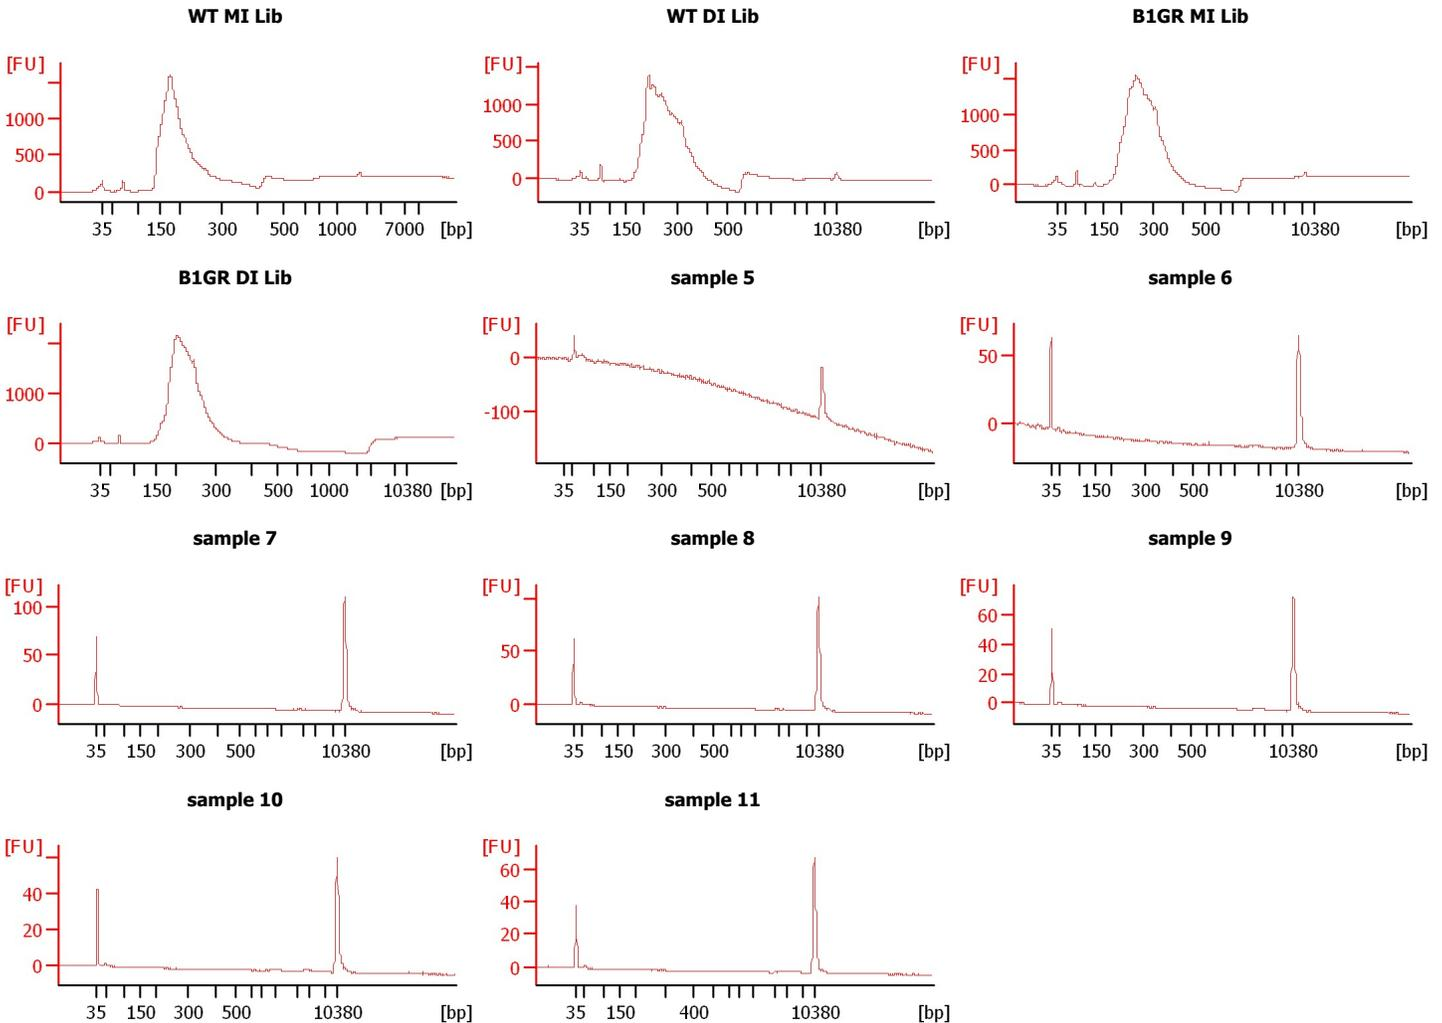 WT MI Lib
[FU]
1000
500
0
35 150 300 500 1000 7000 [bp]
WT DI Lib
[FU]
1000
500
0
35 150 300 500 10380 [bp]
B1GR MI Lib
[FU]
1000
500
0
35 150 300 500 10380 [bp]
B1GR DI Lib
[FU]
1000
0
35 150 300 500 1000 10380 [bp]
sample 5
[FU]
0
-100
35 150 300 500 10380 [bp]
sample 6
[FU]
50
0
35 150 300 500 10380 [bp]
sample 7
[FU]
100
50
0
35 150 300 500 10380 [bp]
sample 8
[FU]
50
0
35 150 300 500 10380 [bp]
sample 9
[FU]
60
40
20
0
35 150 300 500 10380 [bp]
sample 10
[FU]
40
20
0
35 150 300 500 10380 [bp]
sample 11
[FU]
60
40
20
0
35 150 400 10380 [bp]